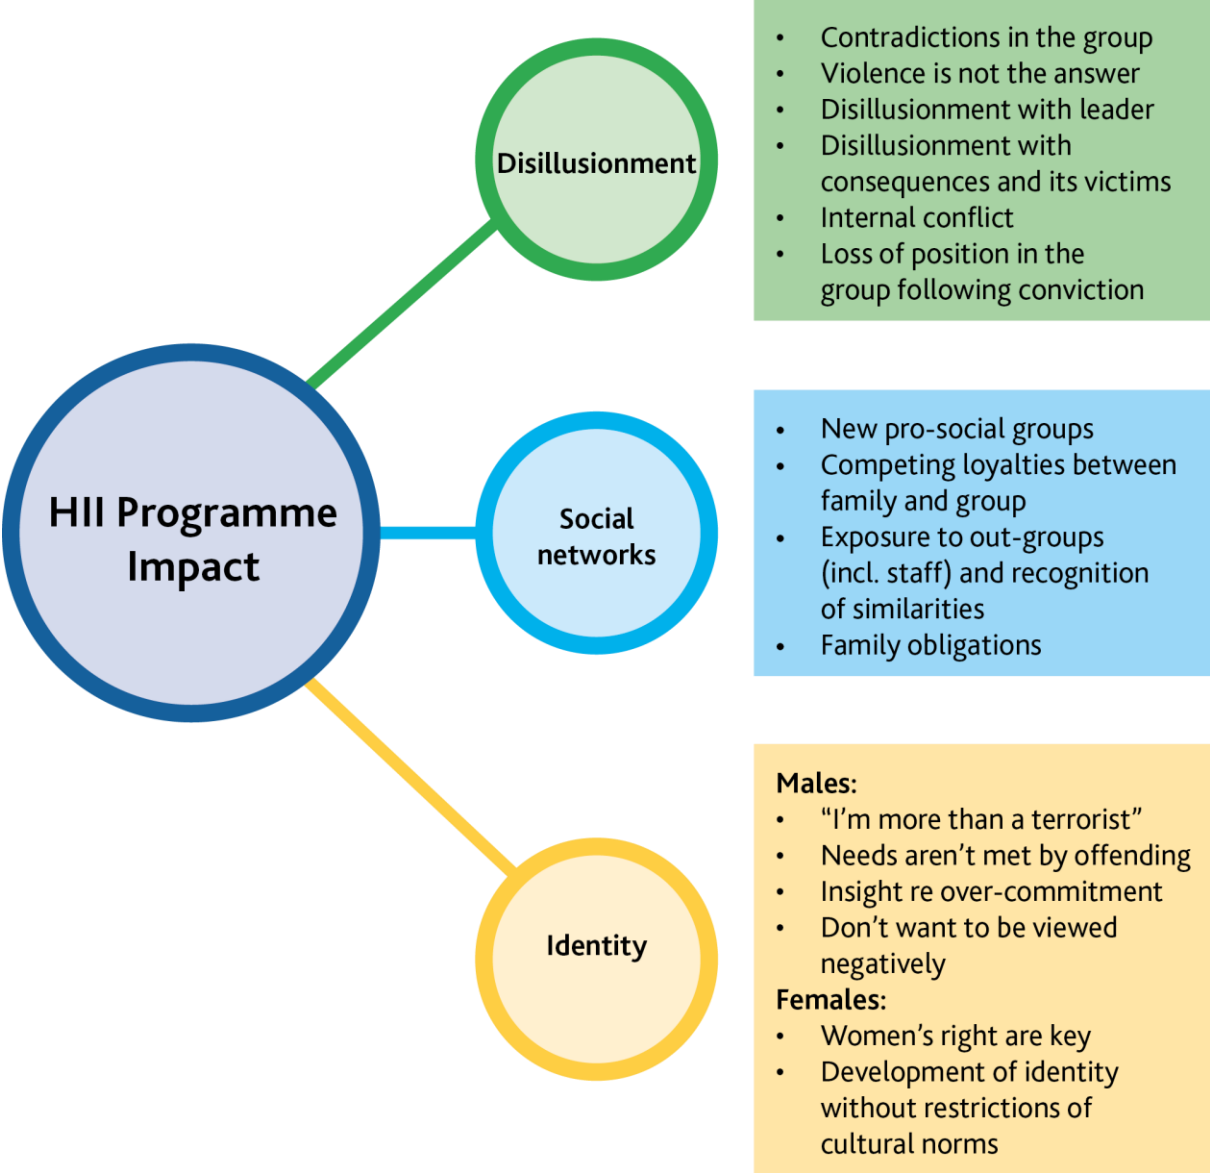 HII Programme
Impact
Disillusionment
• Contradictions in the group
• Violence is not the answer
• Disillusionment with leader
• Disillusionment with
consequences and its victims
• Internal conflict
• Loss of position in the
group following conviction
Social
networks
• New pro-social groups
• Competing loyalties between
family and group
• Exposure to out-groups
(incl. staff) and recognition
of similarities
• Family obligations
Identity
Males:
• “I’m more than a terrorist”
• Needs aren’t met by offending
• Insight re over-commitment
• Don’t want to be viewed
negatively
Females:
• Women’s right are key
• Development of identity
without restrictions of
cultural norms